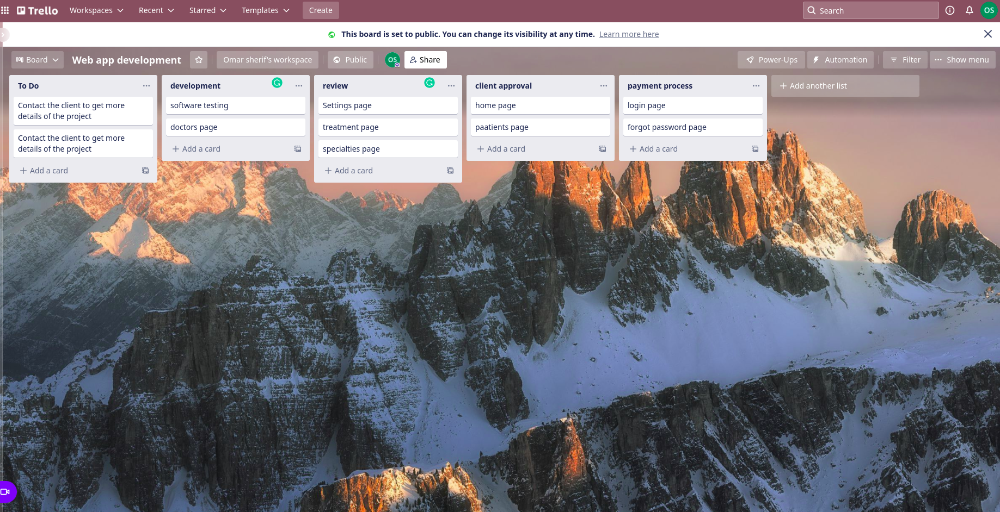 Trello Workspaces Recent Starred Templates Create Search OS
This board is set to public. You can change its visibility at any time. Learn more here
Board Web app development Omar sherif's workspace Public OS Share Power-Ups Automation Filter Show menu
To Do
Contact the client to get more
details of the project
Contact the client to get more
details of the project
Add a card
development
software testing
doctors page
Add a card
review
Settings page
treatment page
specialties page
Add a card
client approval
home page
paatients page
Add a card
payment process
login page
forgot password page
Add a card
Add another list